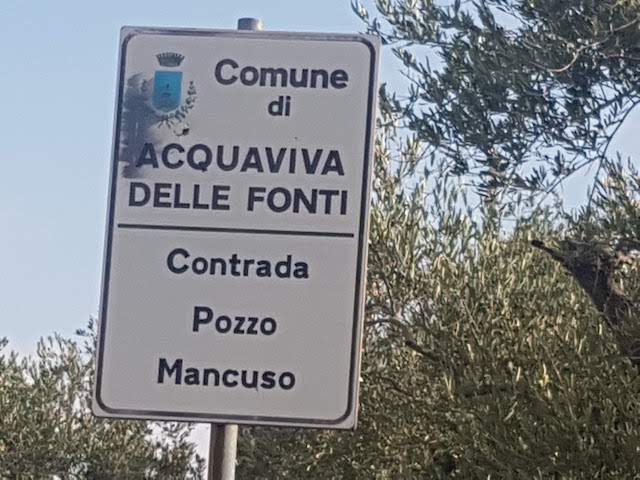 Comune
di
ACQUAVIVA
DELLE FONTI
Contrada
Pozzo
Mancuso